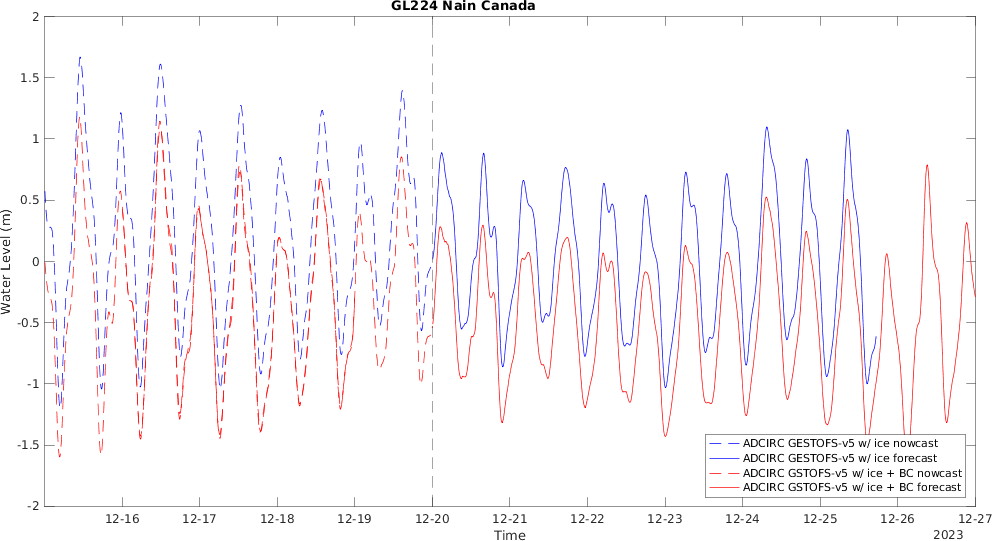 GL224 Nain Canada
2
1.5
1
0.5
0
-0.5
-1
-1.5
-2
Water Level (m)
ADCIRC GESTOFS-v5 w/ ice nowcast
ADCIRC GESTOFS-v5 w/ ice forecast
ADCIRC GSTOFS-v5 w/ ice + BC nowcast
ADCIRC GSTOFS-v5 w/ ice + BC forecast
12-16 12-17 12-18 12-19 12-20 12-21 12-22 12-23 12-24 12-25 12-26 12-27
Time
2023